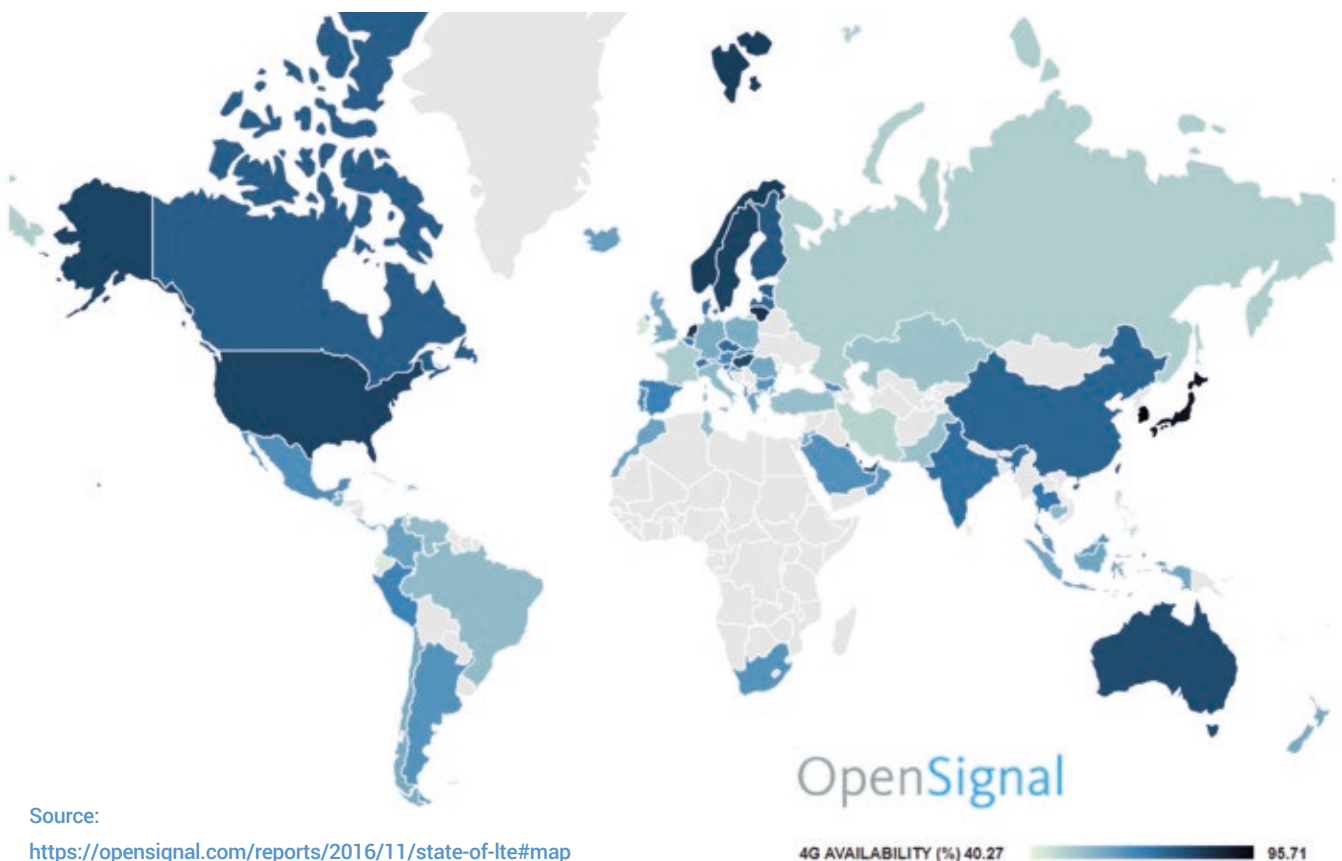 OpenSignal
Source:
https://opensignal.com/reports/2016/11/state-of-lte#map
4G AVAILABILITY (%) 40.27 95.71